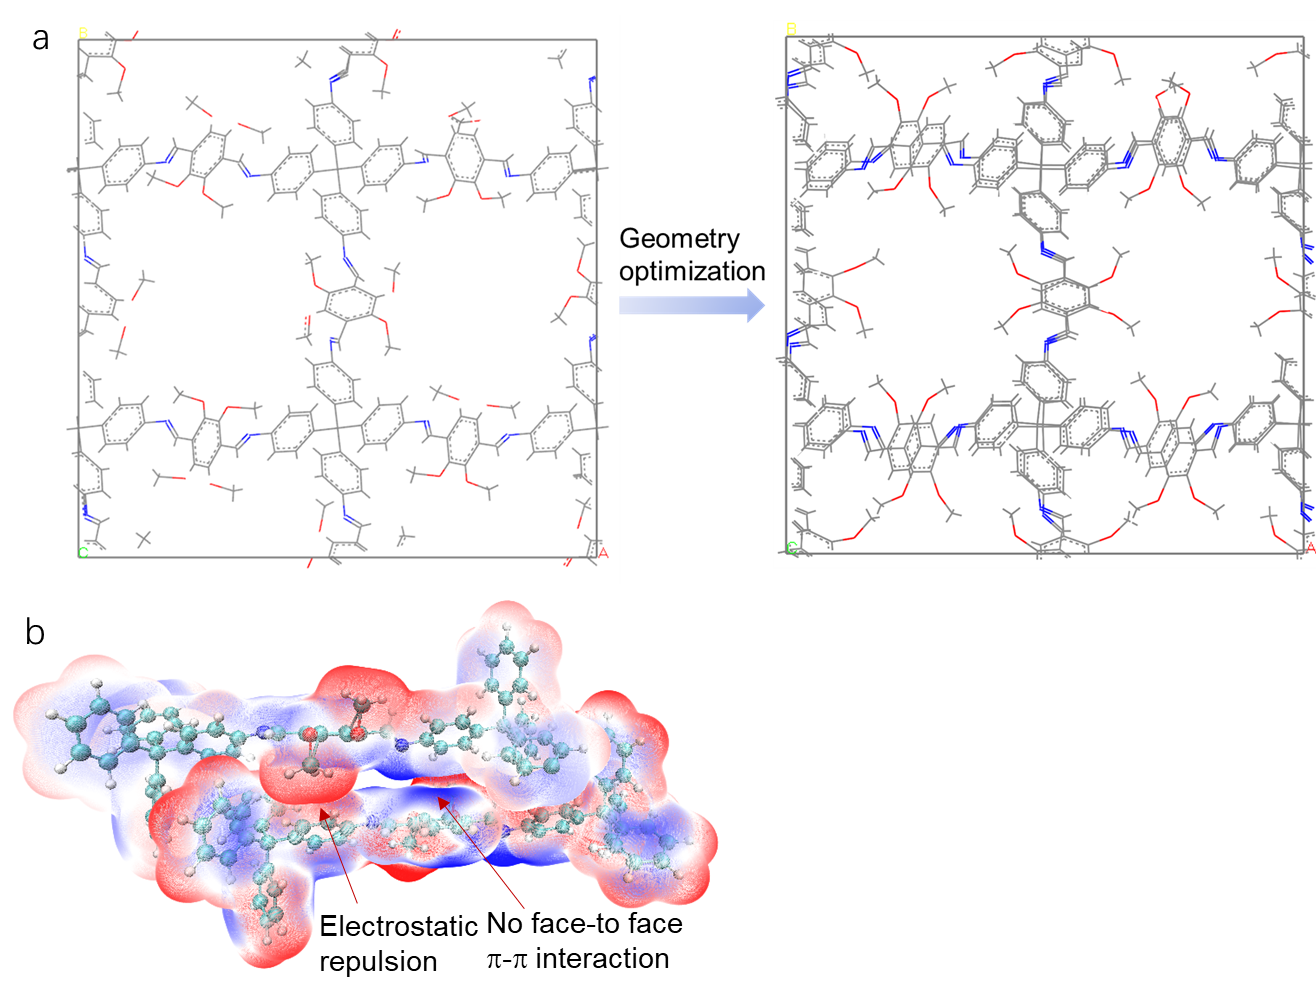 a
B
B
Geometry
optimization
C
A
C
A
b
Electrostatic
repulsion
No face-to face
π-π interaction